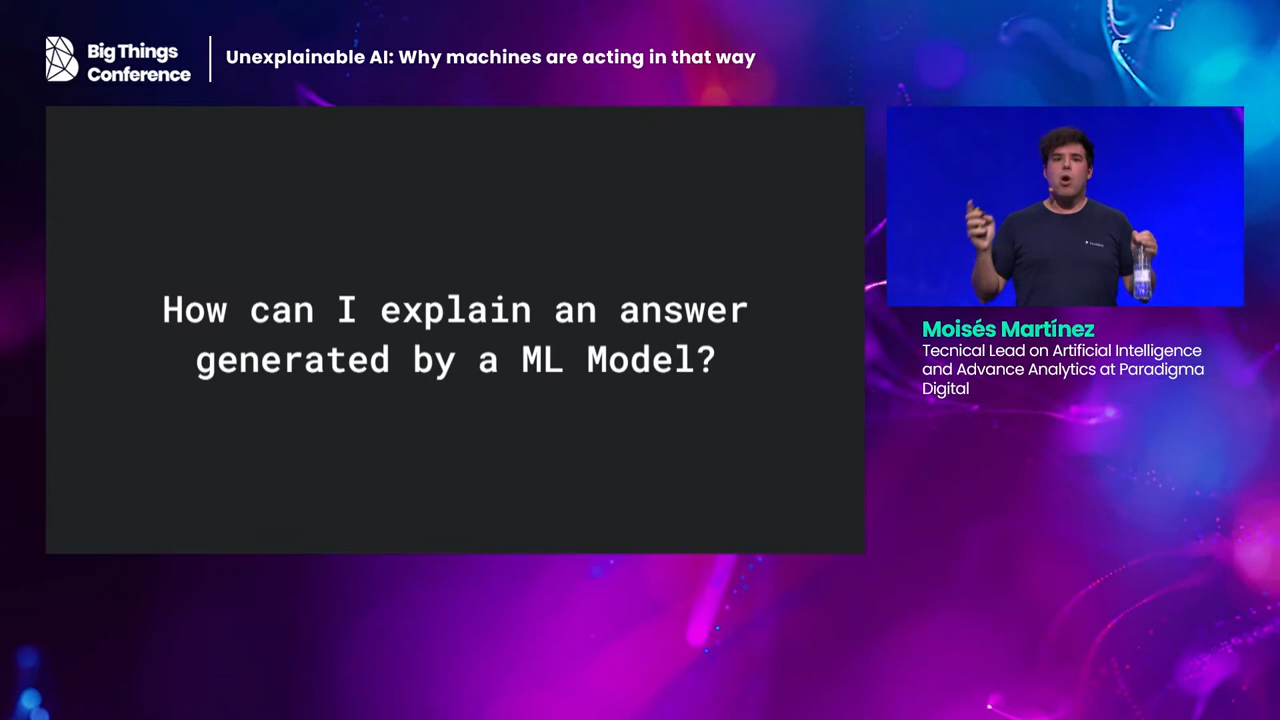 Big Things
Conference
Unexplainable AI: Why machines are acting in that way
How can I explain an answer
generated by a ML Model?
Moisés Martínez
Tecnical Lead on Artificial Intelligence
and Advance Analytics at Paradigma
Digital